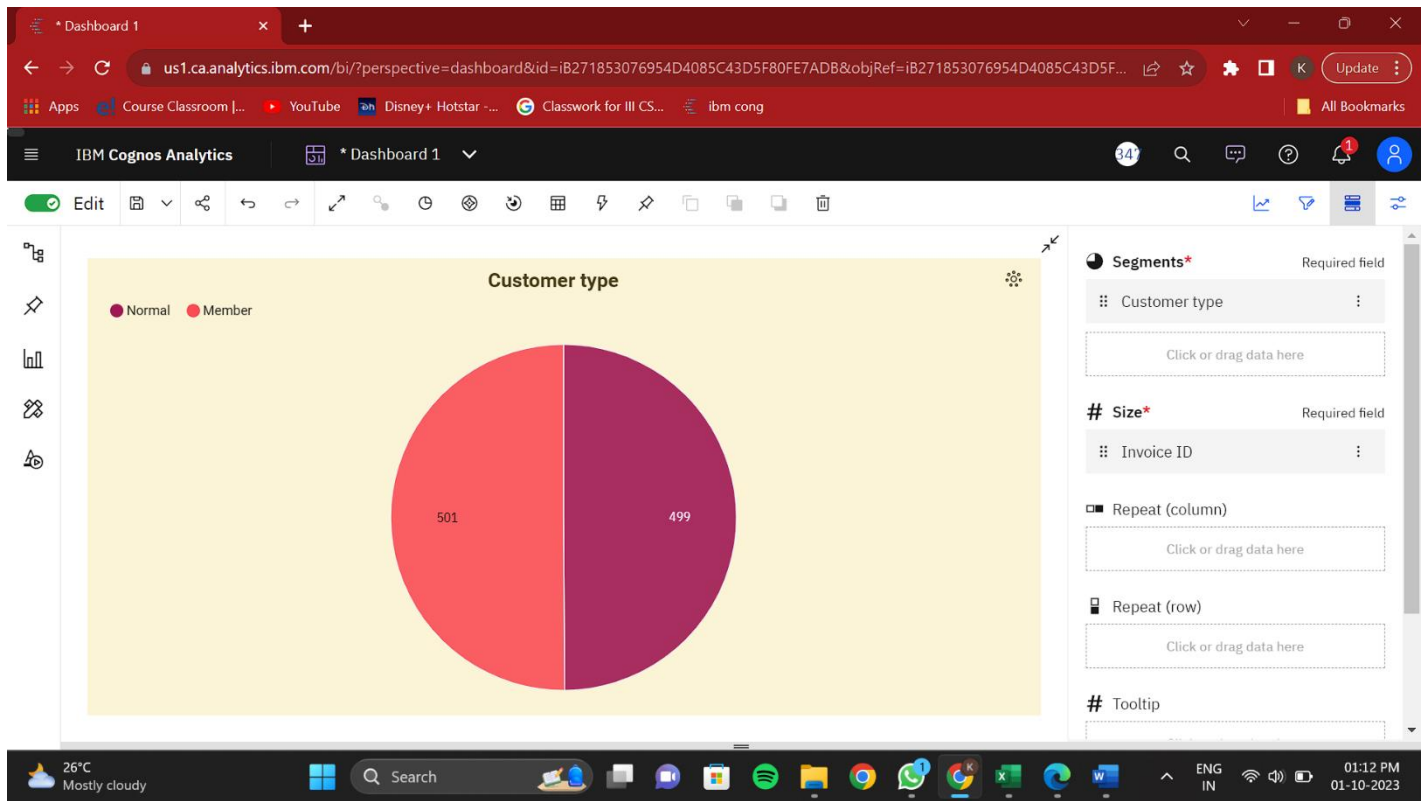 * Dashboard 1
us1.ca.analytics.ibm.com/bi/?perspective=dashboard&id=iB271853076954D4085C43D5F80FE7ADB&objRef=iB271853076954D4085C43D5F...
K
Update
Apps
Course Classroom |...
YouTube
Disney+ Hotstar -...
Classwork for III CS...
ibm cong
All Bookmarks
IBM Cognos Analytics
* Dashboard 1
1
Edit
Customer type
Normal
Member
501
499
Segments*
Required field
Customer type
Click or drag data here
# Size*
Required field
Invoice ID
Repeat (column)
Click or drag data here
Repeat (row)
Click or drag data here
# Tooltip
26°C
Mostly cloudy
Search
ENG
IN
01:12 PM
01-10-2023